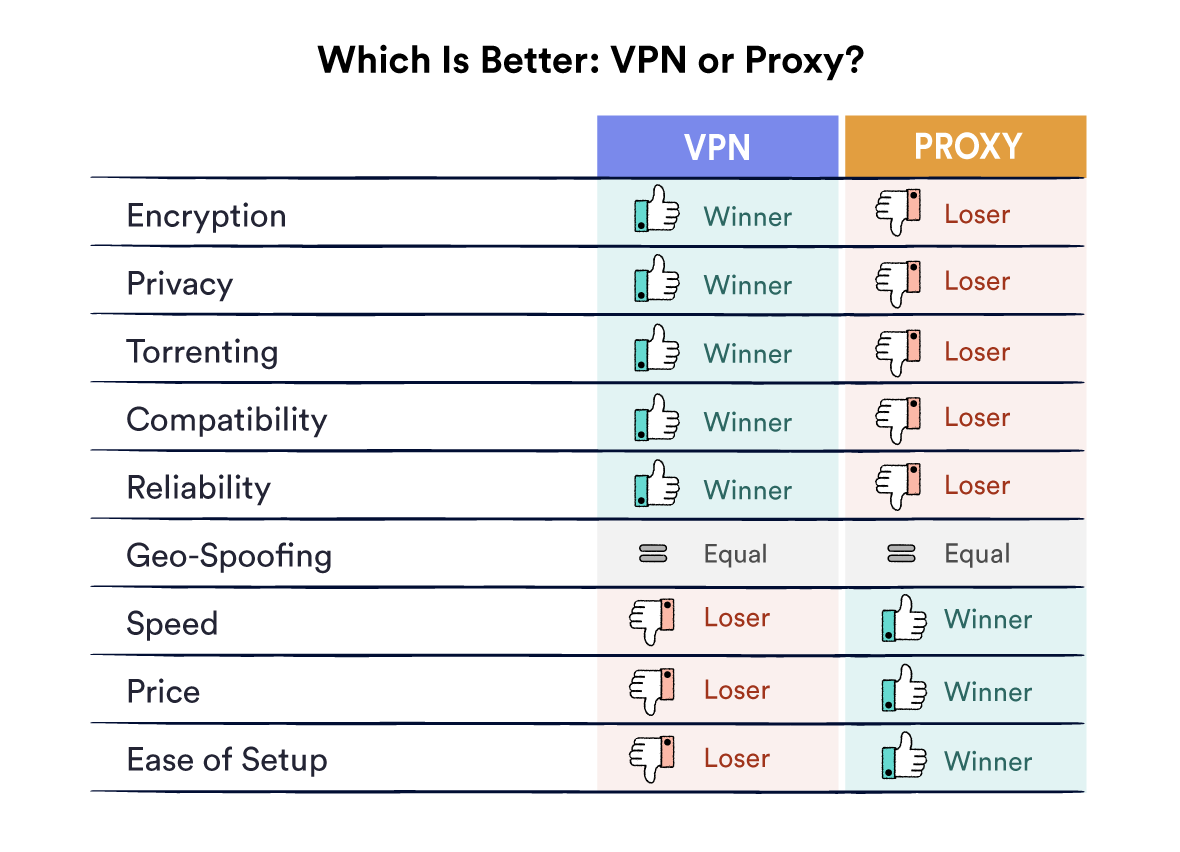 Which Is Better: VPN or Proxy?
VPN PROXY
Encryption Winner Loser
Privacy Winner Loser
Torrenting Winner Loser
Compatibility Winner Loser
Reliability Winner Loser
Geo-Spoofing Equal Equal
Speed Loser Winner
Price Loser Winner
Ease of Setup Loser Winner